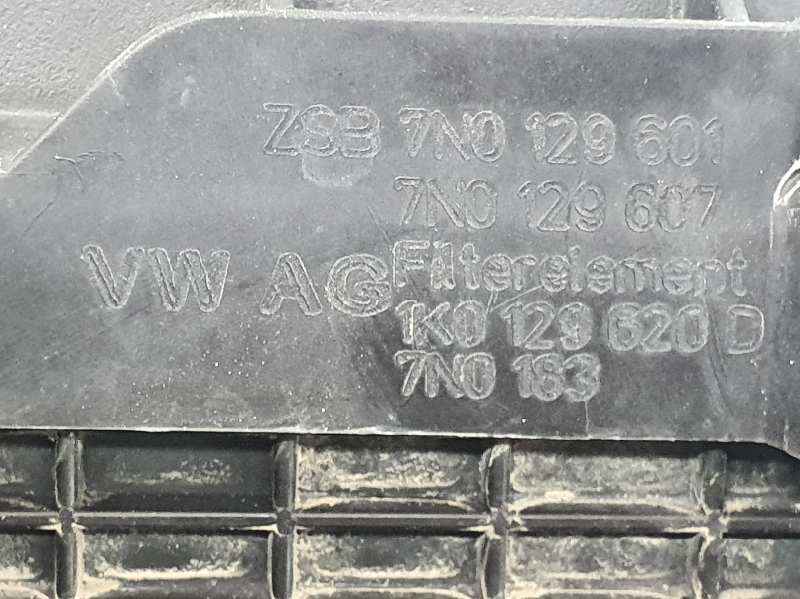 ZSB 7N0 129 601
7N0 129 607
VW AG Filterelement
1K0 129 620 D
7N0 183